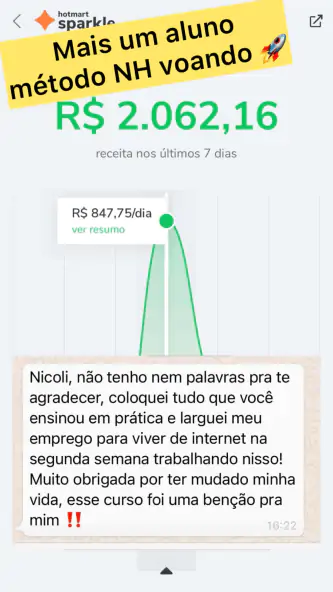 hotmart
sparkle
Mais um aluno
método NH voando 🚀
R$ 2.062,16
receita nos últimos 7 dias
R$ 847,75/dia
ver resumo
Nicoli, não tenho nem palavras pra te
agradecer, coloquei tudo que você
ensinou em prática e larguei meu
emprego para viver de internet na
segunda semana trabalhando nisso!
Muito obrigada por ter mudado minha
vida, esse curso foi uma benção pra
mim ‼️
16:22